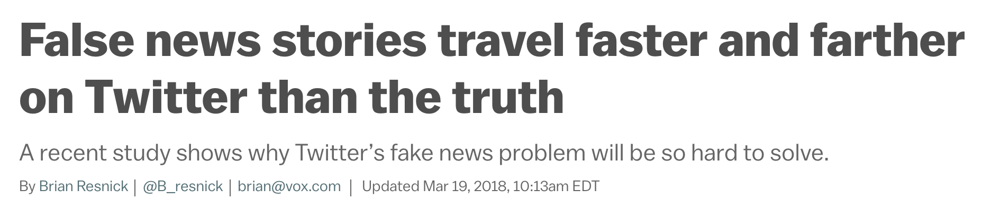 False news stories travel faster and farther
on Twitter than the truth
A recent study shows why Twitter’s fake news problem will be so hard to solve.
By Brian Resnick | @B_resnick | brian@vox.com | Updated Mar 19, 2018, 10:13am EDT